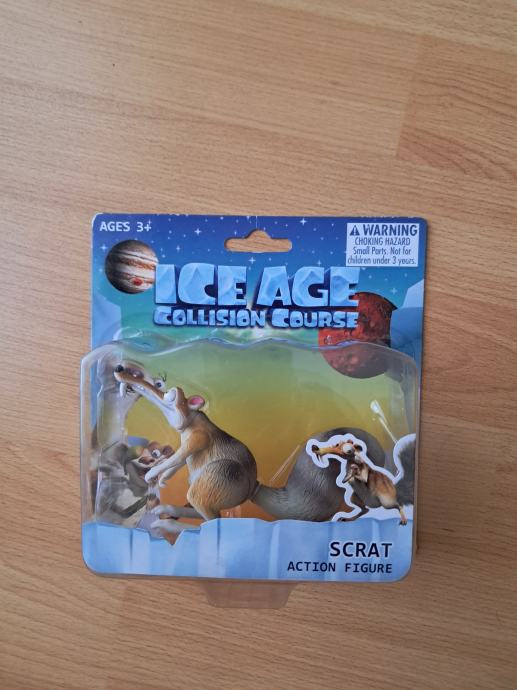 AGES 3+
⚠ WARNING
CHOKING HAZARD
Small Parts. Not for
children under 3 years.
ICE AGE
COLLISION COURSE
SCRAT
ACTION FIGURE